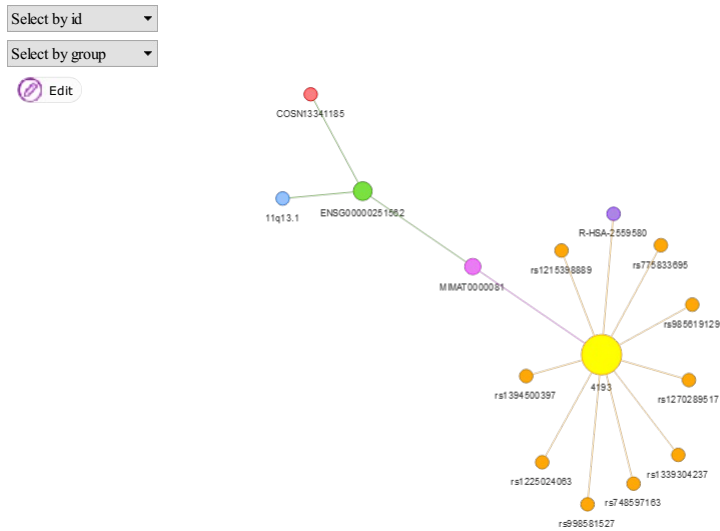 Select by id
Select by group
Edit
COSN13341185
11q13.1
ENSG00000251562
R-HSA-2559580
rs1215398889
rs775833695
MIMAT0000081
rs985619129
4193
rs1394500397
rs1270289517
rs1339304237
rs1225024063
rs748597163
rs998581527